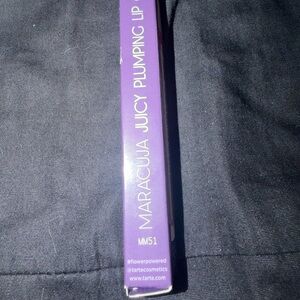 MARACUJA JUICY PLUMPING LIP
MM51
#flowerpowered
@tartecosmetics
www.tarte.com